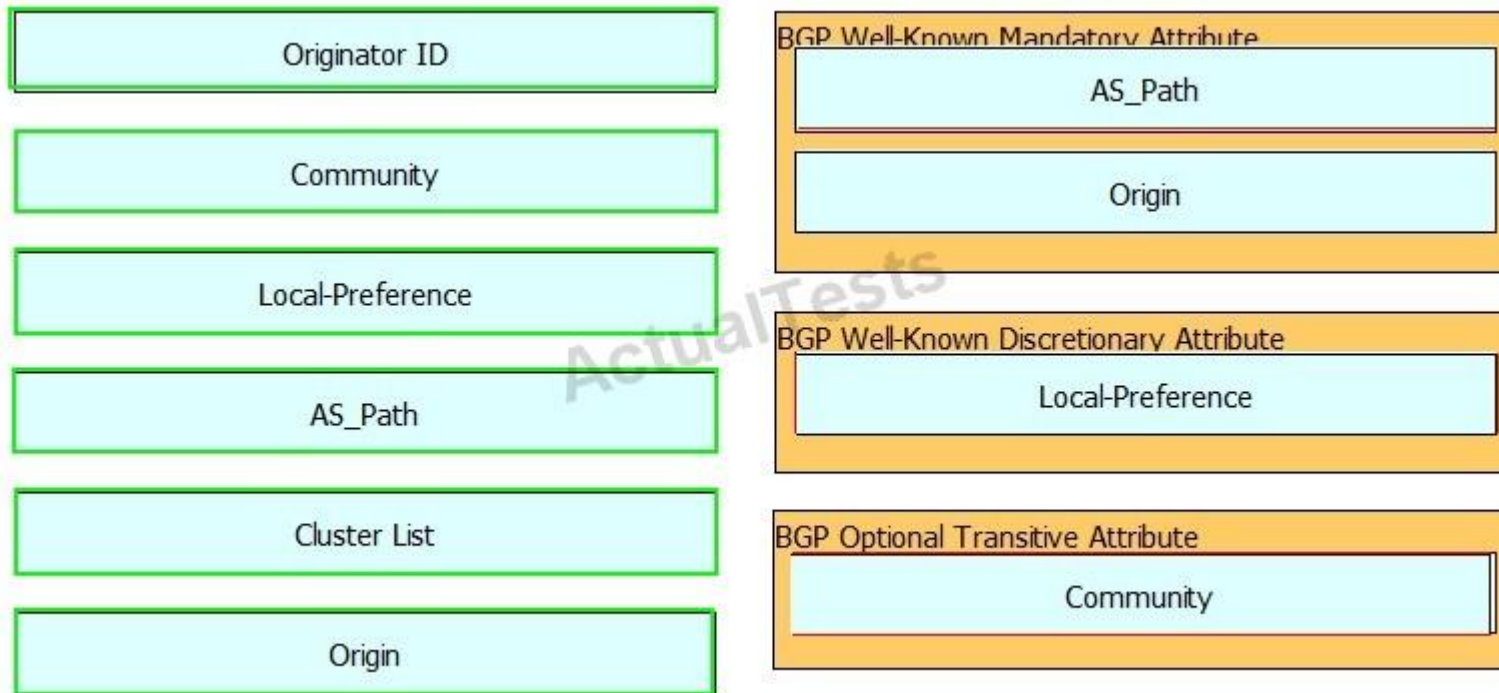 Originator ID
Community
Local-Preference
AS_Path
Cluster List
Origin
BGP Well-Known Mandatory Attribute
AS_Path
Origin
BGP Well-Known Discretionary Attribute
Local-Preference
BGP Optional Transitive Attribute
Community
ActualTests